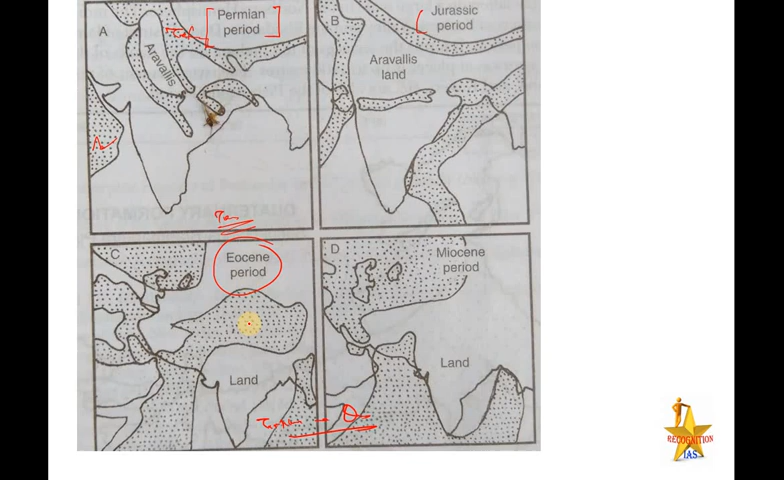 A
Permian
period
Aravallis
B
Jurassic
period
Aravallis
land
C
Eocene
period
Land
D
Miocene
period
Land
RECOGNITION
IAS